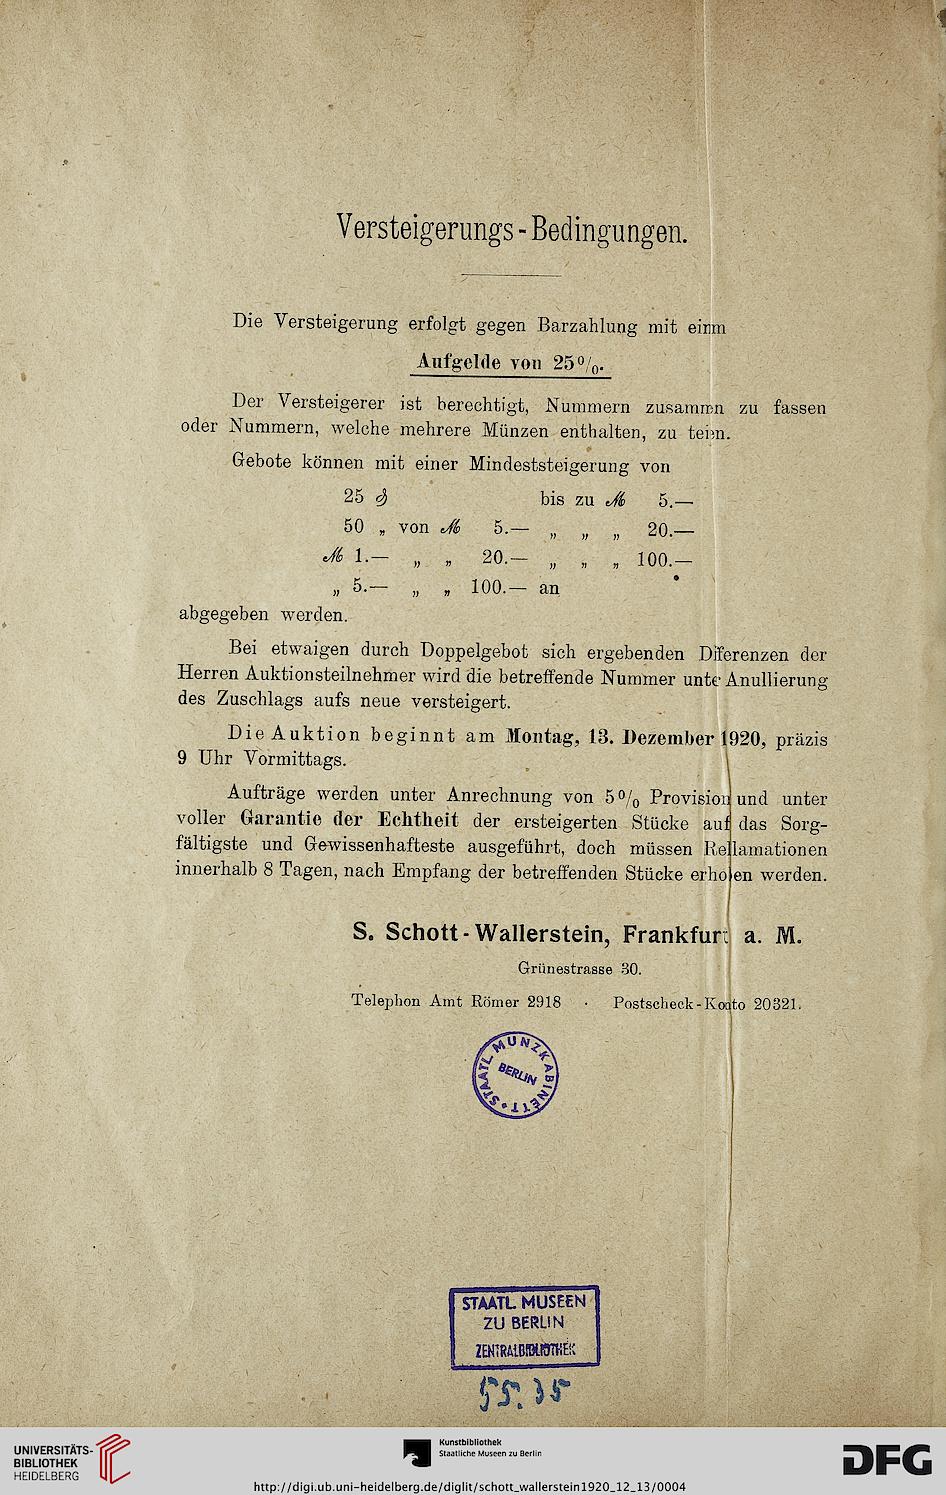 Versteigerungs-Bedingungen.
Die Versteigerung erfolgt gegen Barzahlung mit einm
Aufgelde von 25%.
Der Versteigerer ist berechtigt, Nummern zusammen zu fassen
oder Nummern, welche mehrere Münzen enthalten, zu teien.
Gebote können mit einer Mindeststeigerung von
25 ₰ bis zu ℳ 5.—
50 „ von ℳ 5.— „ „ „ 20.—
ℳ 1.— „ „ 20.— „ „ „ 100.—
„ 5.— „ „ 100.— an
abgegeben werden.
Bei etwaigen durch Doppelgebot sich ergebenden Differenzen der
Herren Auktionsteilnehmer wird die betreffende Nummer unter Anullierung
des Zuschlags aufs neue versteigert.
Die Auktion beginnt am Montag, 13. Dezember 1920, präzis
9 Uhr Vormittags.
Aufträge werden unter Anrechnung von 5% Provision und unter
voller Garantie der Echtheit der ersteigerten Stücke auf das Sorg-
fältigste und Gewissenhafteste ausgeführt, doch müssen Reklamationen
innerhalb 8 Tagen, nach Empfang der betreffenden Stücke erhoben werden.
S. Schott-Wallerstein, Frankfurt a. M.
Grünestrasse 30.
Telephon Amt Römer 2918 · Postscheck-Konto 20321.
STAATL. MUNZKABINETT
BERLIN
STAATL. MUSEEN
ZU BERLIN
ZENTRALBIBLIOTHEK
55.35
UNIVERSITÄTS-
BIBLIOTHEK
HEIDELBERG
Kunstbibliothek
Staatliche Museen zu Berlin
DFG
http://digi.ub.uni-heidelberg.de/diglit/schott_wallerstein1920_12_13/0004